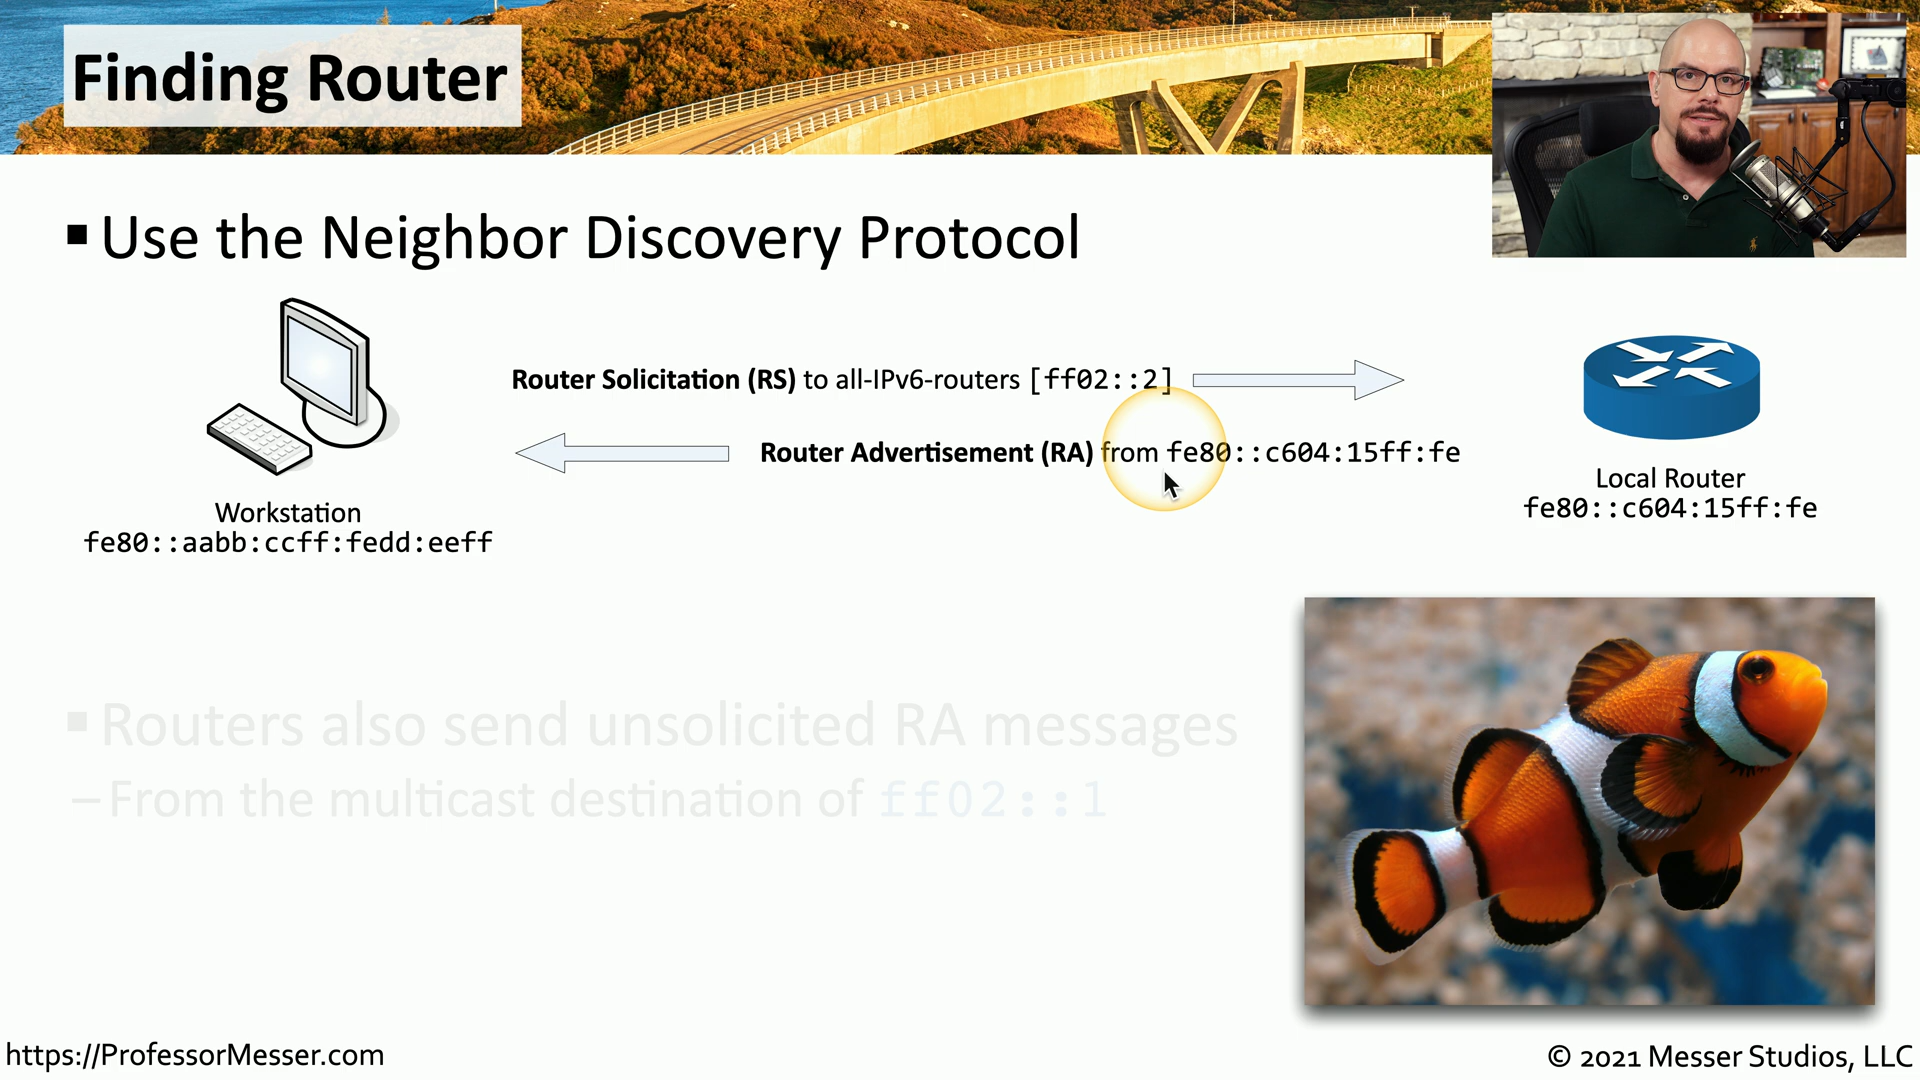 Finding Router
▪ Use the Neighbor Discovery Protocol
Router Solicitation (RS) to all-IPv6-routers [ff02::2]
Router Advertisement (RA) from fe80::c604:15ff:fe
Workstation
fe80::aabb:ccff:fedd:eeff
Local Router
fe80::c604:15ff:fe
▪ Routers also send unsolicited RA messages
– From the multicast destination of ff02::1
https://ProfessorMesser.com
© 2021 Messer Studios, LLC